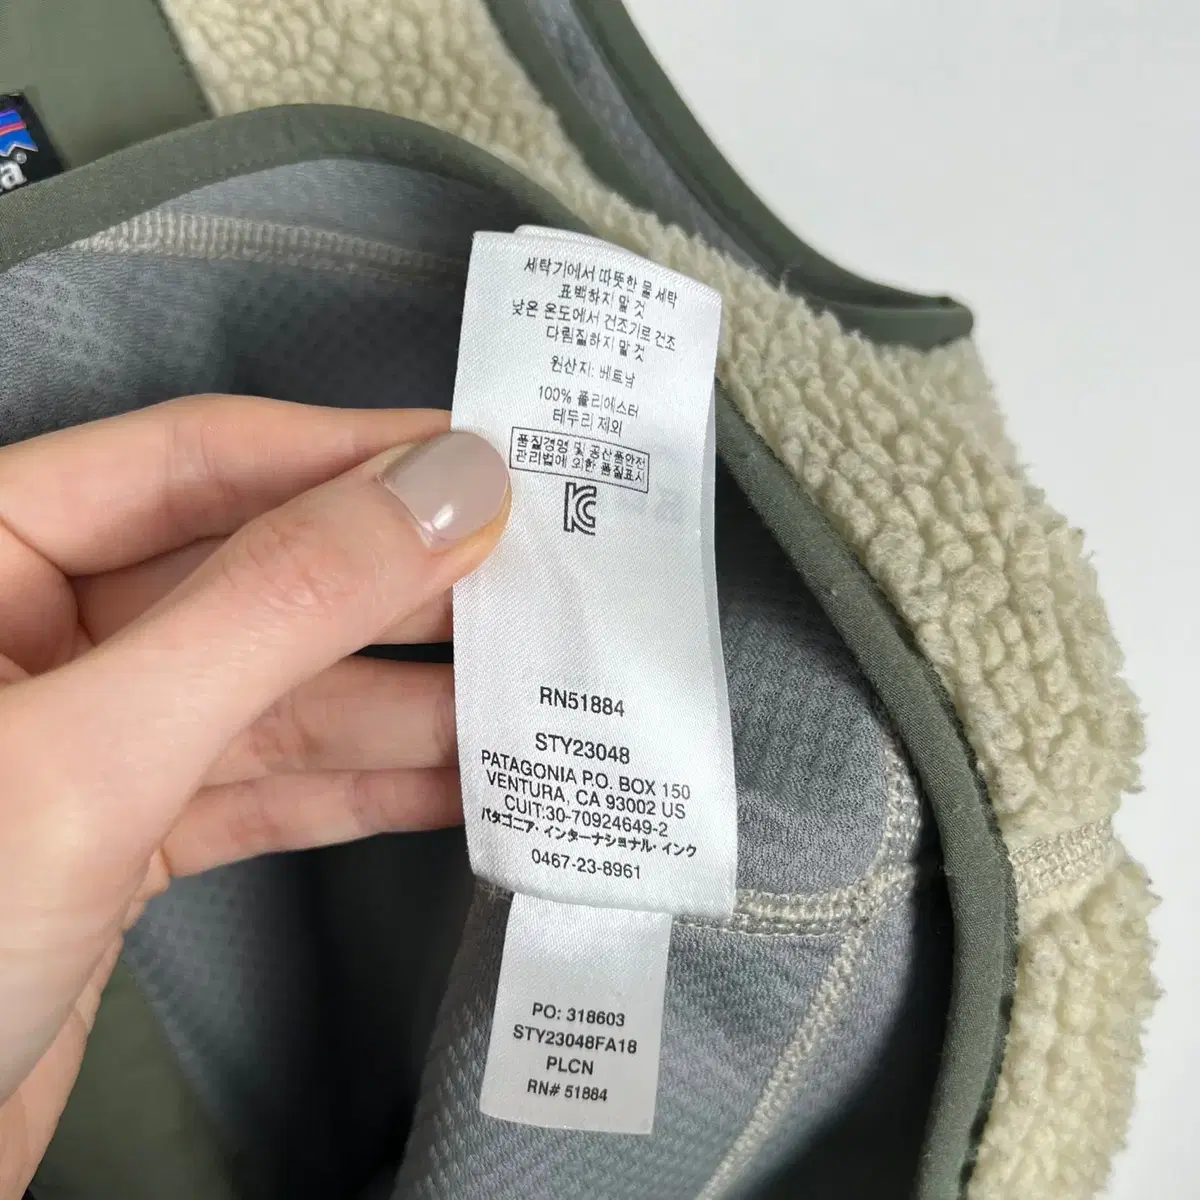 a®
세탁기에서 따뜻한 물 세탁
표백하지 말 것
낮은 온도에서 건조기로 건조
다림질하지 말 것
원산지: 베트남
100% 폴리에스터
테두리 제외
품질경영 및 공산품안전
관리법에 의한 품질표시
RN51884
STY23048
PATAGONIA P.O. BOX 150
VENTURA, CA 93002 US
CUIT:30-70924649-2
パタゴニア・インターナショナル・インク
0467-23-8961
PO: 318603
STY23048FA18
PLCN
RN# 51884